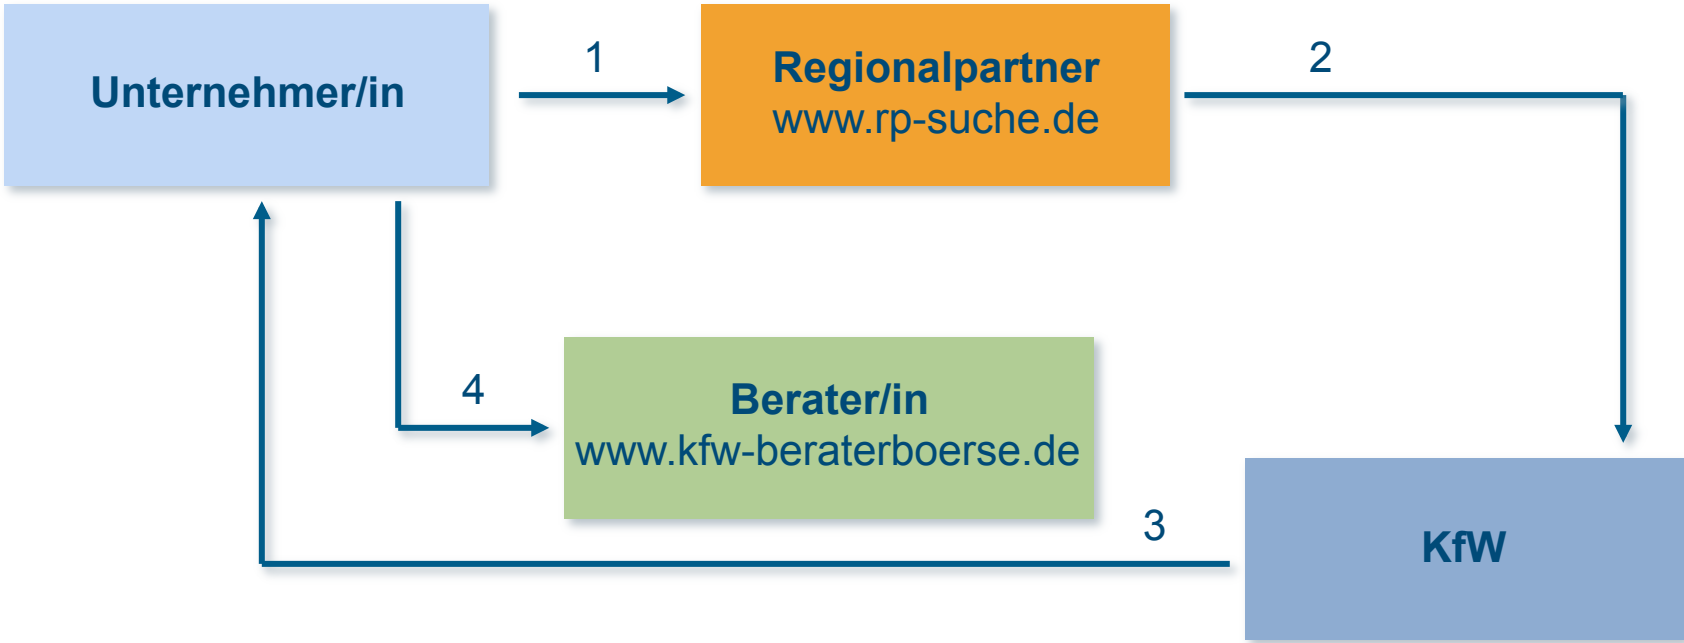 Unternehmer/in
1
Regionalpartner
www.rp-suche.de
2
4
Berater/in
www.kfw-beraterboerse.de
3
KfW